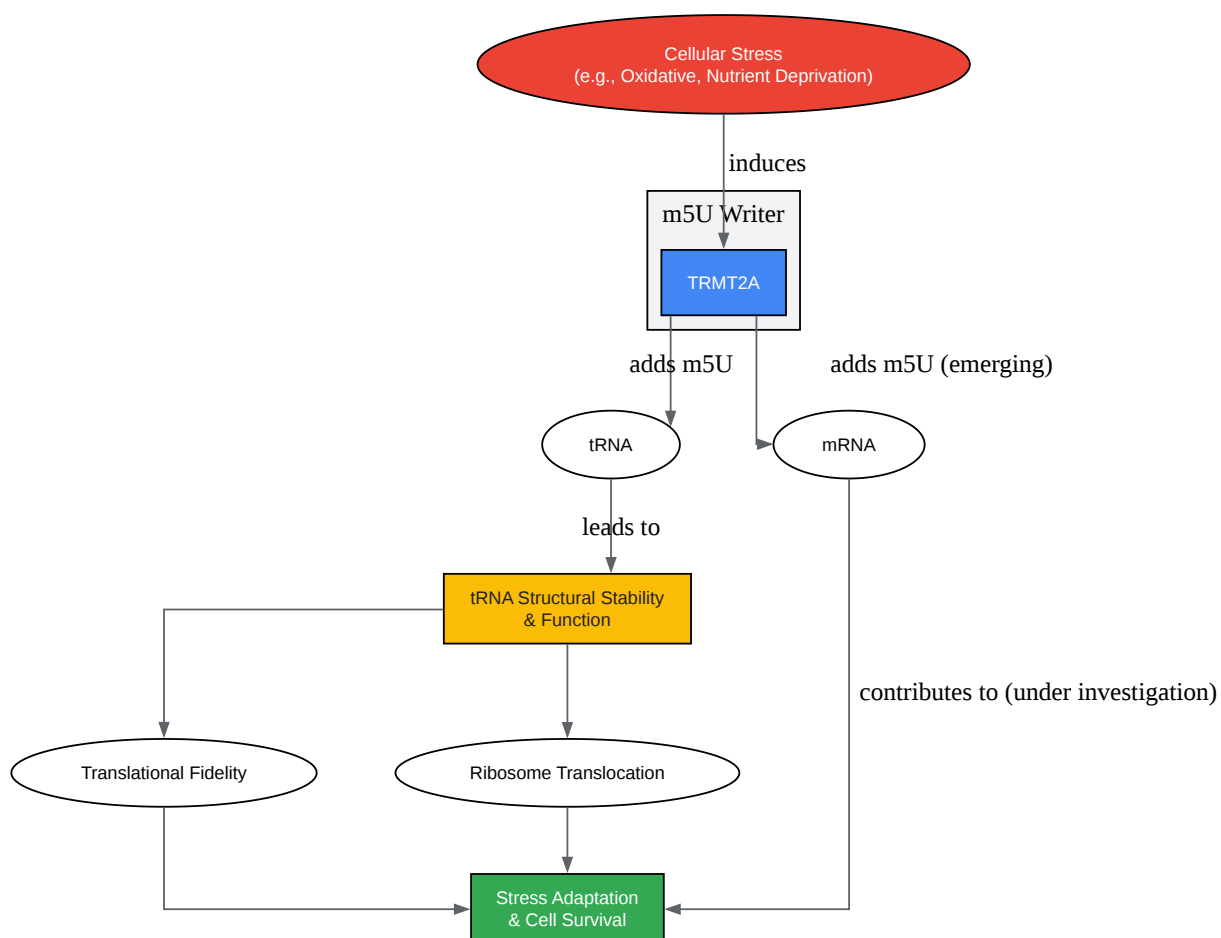 Cellular Stress
(e.g., Oxidative, Nutrient Deprivation)
induces
m5U Writer
TRMT2A
adds m5U
adds m5U (emerging)
tRNA
mRNA
leads to
tRNA Structural Stability
& Function
contributes to (under investigation)
Translational Fidelity
Ribosome Translocation
Stress Adaptation
& Cell Survival